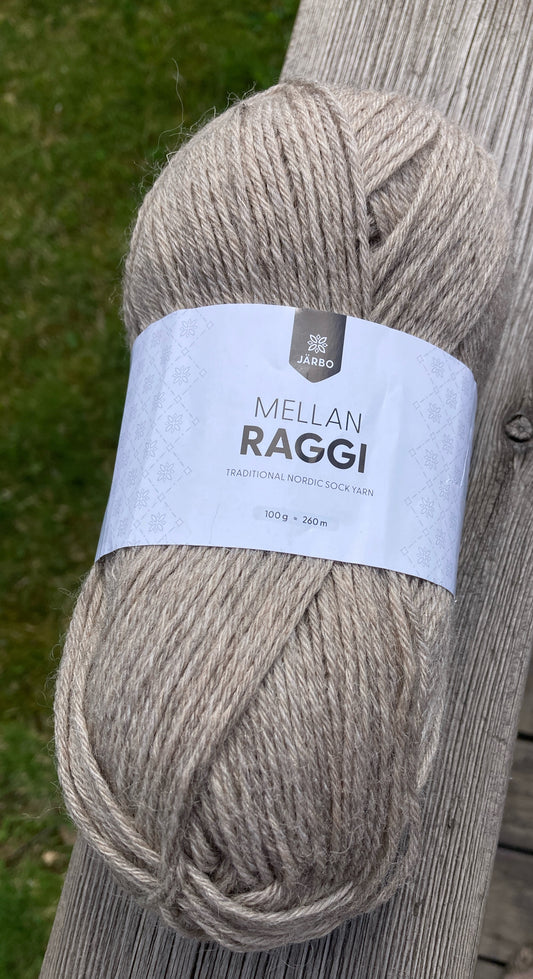 JÄRBO
MELLAN
RAGGI
TRADITIONAL NORDIC SOCK YARN
100 g ≈ 260 m